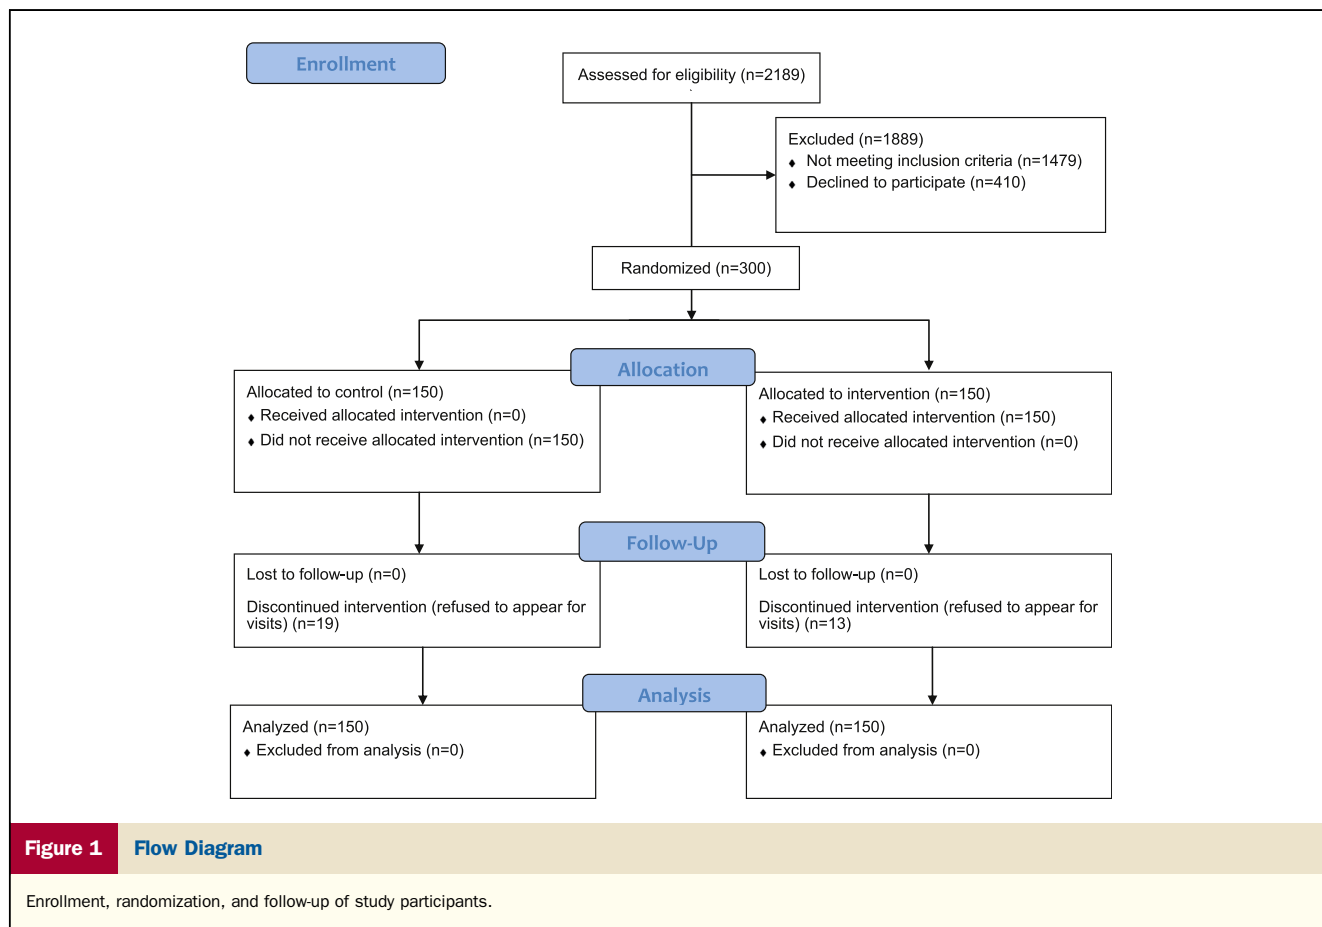 Enrollment
Assessed for eligibility (n=2189)
Excluded (n=1889)
♦ Not meeting inclusion criteria (n=1479)
♦ Declined to participate (n=410)
Randomized (n=300)
Allocation
Allocated to control (n=150)
♦ Received allocated intervention (n=0)
♦ Did not receive allocated intervention (n=150)
Allocated to intervention (n=150)
♦ Received allocated intervention (n=150)
♦ Did not receive allocated intervention (n=0)
Follow-Up
Lost to follow-up (n=0)
Discontinued intervention (refused to appear for
visits) (n=19)
Lost to follow-up (n=0)
Discontinued intervention (refused to appear for
visits) (n=13)
Analysis
Analyzed (n=150)
♦ Excluded from analysis (n=0)
Analyzed (n=150)
♦ Excluded from analysis (n=0)
Figure 1 Flow Diagram
Enrollment, randomization, and follow-up of study participants.